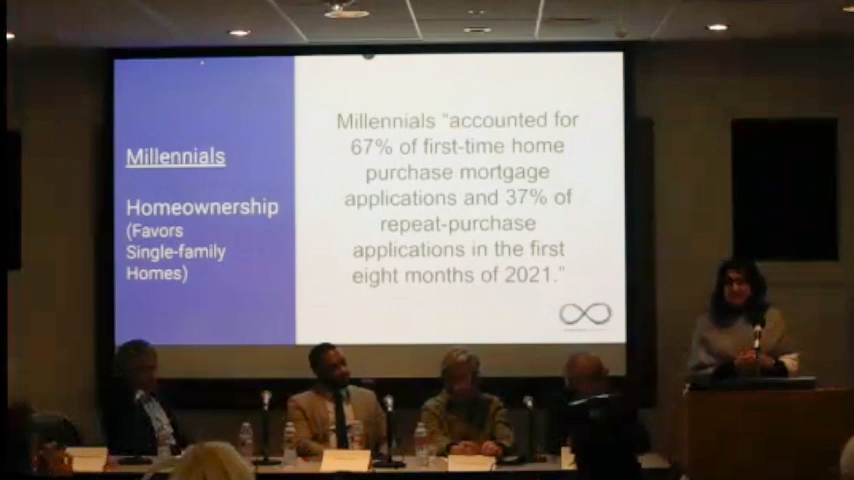 Millennials
Homeownership
(Favors
Single-family
Homes)
Millennials “accounted for
67% of first-time home
purchase mortgage
applications and 37% of
repeat-purchase
applications in the first
eight months of 2021.”